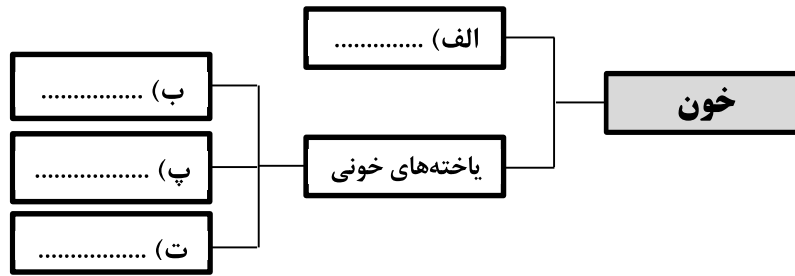 خون
الف) ..............
یاخته‌های خونی
ب) ................
پ) ..................
ت) .................